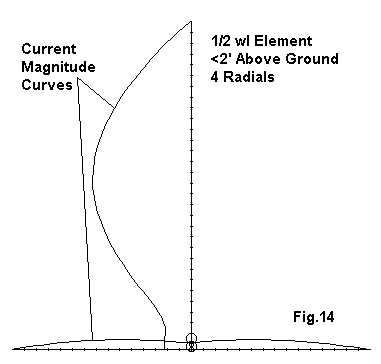 Current
Magnitude
Curves
1/2 wl Element
<2' Above Ground
4 Radials
Fig.14